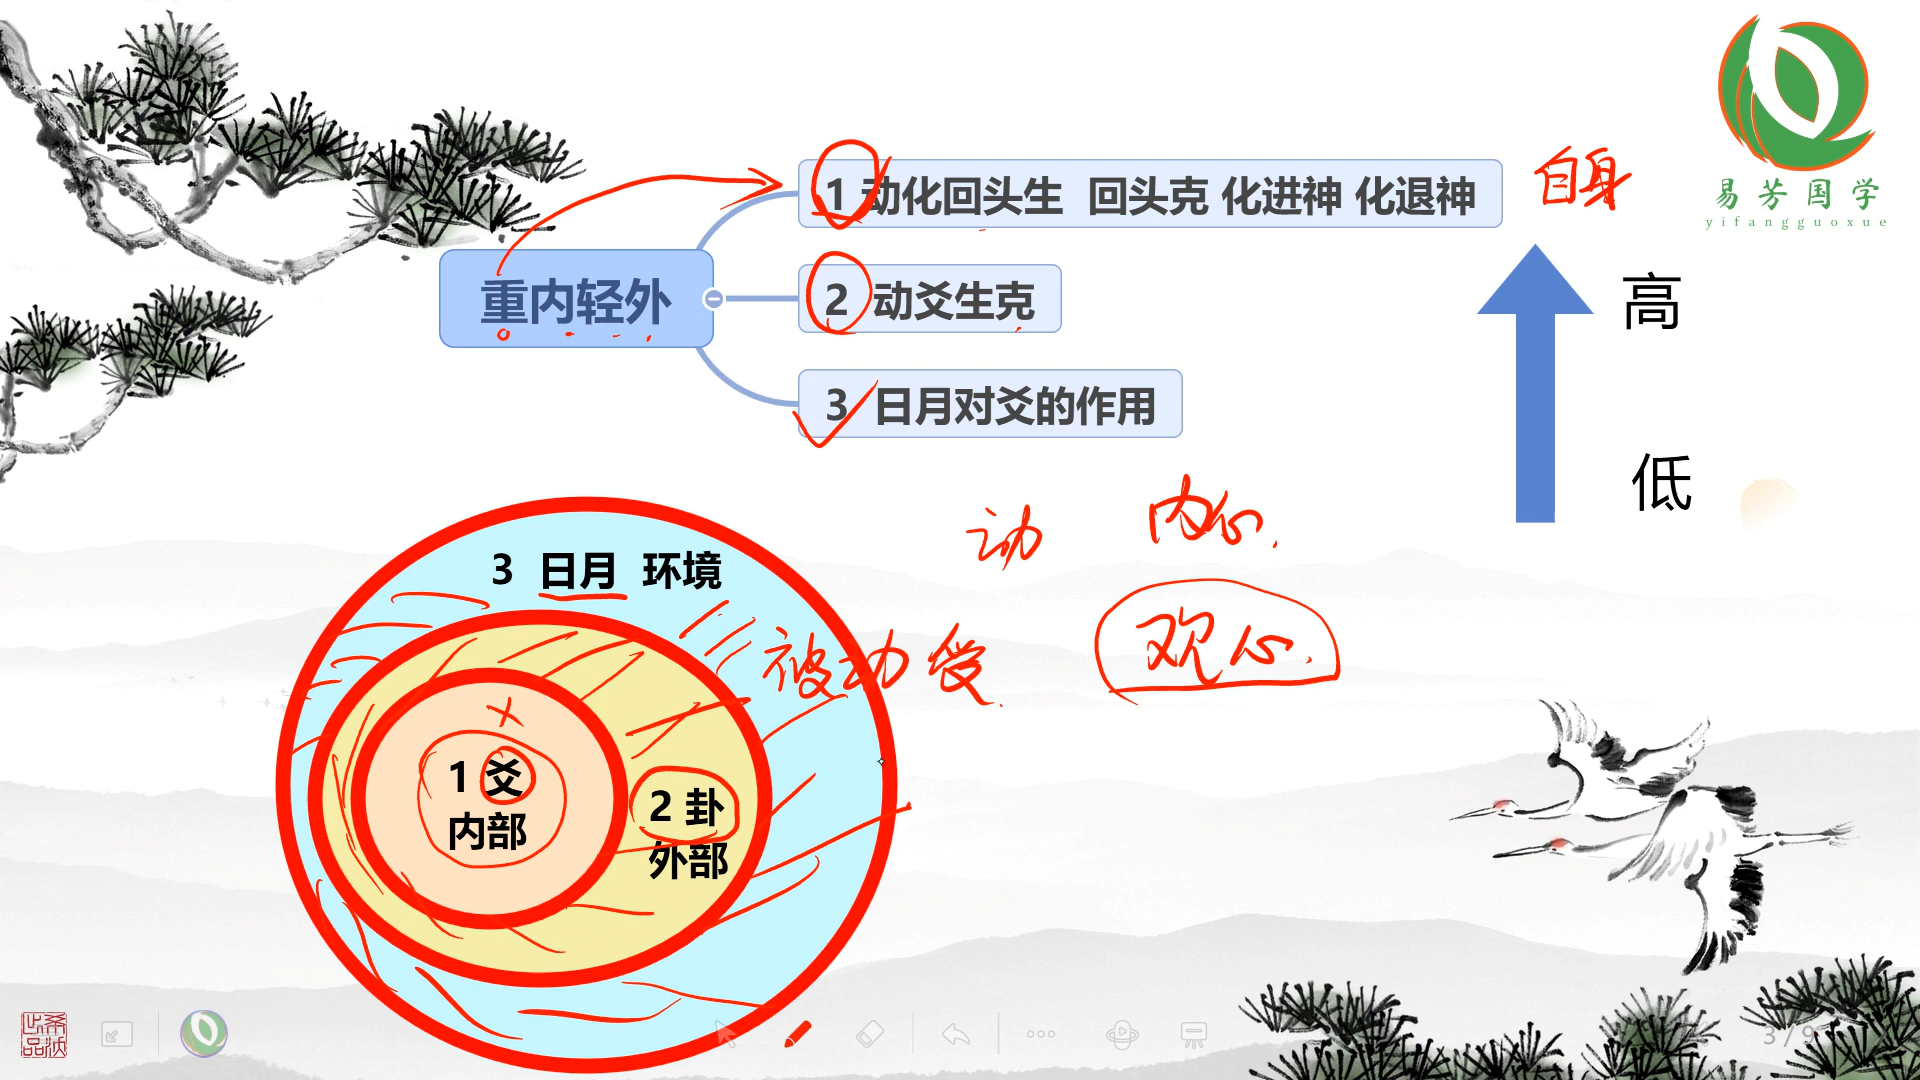 易芳国学
yifangguoxue
1 动化回头生 回头克 化进神 化退神
自身
重内轻外
2 动爻生克
高
3 日月对爻的作用
低
动 内心
3 日月 环境
被动受
观心
1 爻
内部
2 卦
外部
3 / 9